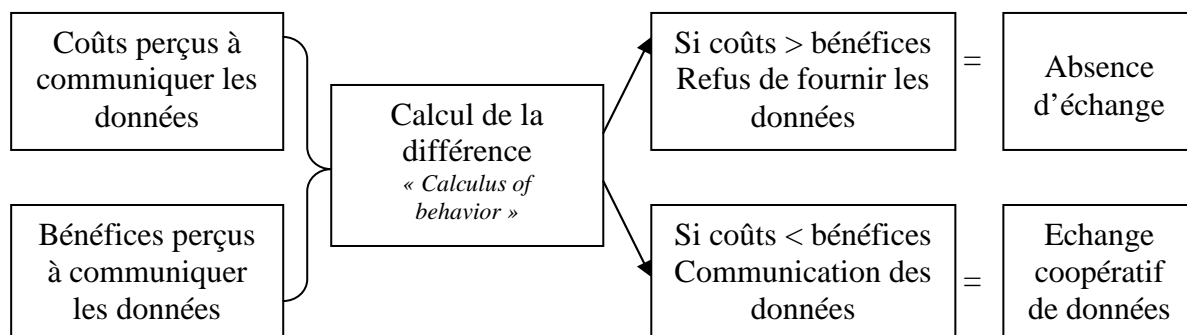 Coûts perçus à
communiquer les
données
Bénéfices perçus
à communiquer
les données
Calcul de la
différence
« Calculus of
behavior »
Si coûts > bénéfices
Refus de fournir les
données
=
Absence
d’échange
Si coûts < bénéfices
Communication des
données
=
Echange
coopératif
de données